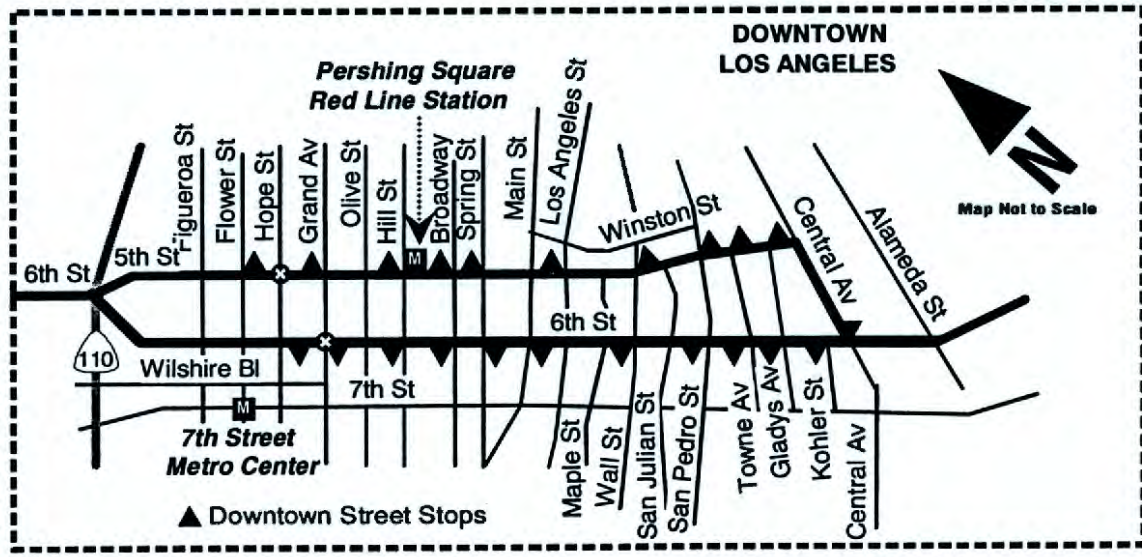 DOWNTOWN
LOS ANGELES
Pershing Square
Red Line Station
N
Map Not to Scale
Figueroa St
Flower St
Hope St
Grand Av
Olive St
Hill St
Broadway
Spring St
Main St
Los Angeles St
Winston St
Central Av
Alameda St
5th St
6th St
M
6th St
110
Wilshire Bl
7th St
M
7th Street
Metro Center
Maple St
Wall St
San Julian St
San Pedro St
Towne Av
Gladys Av
Kohler St
Central Av
Downtown Street Stops